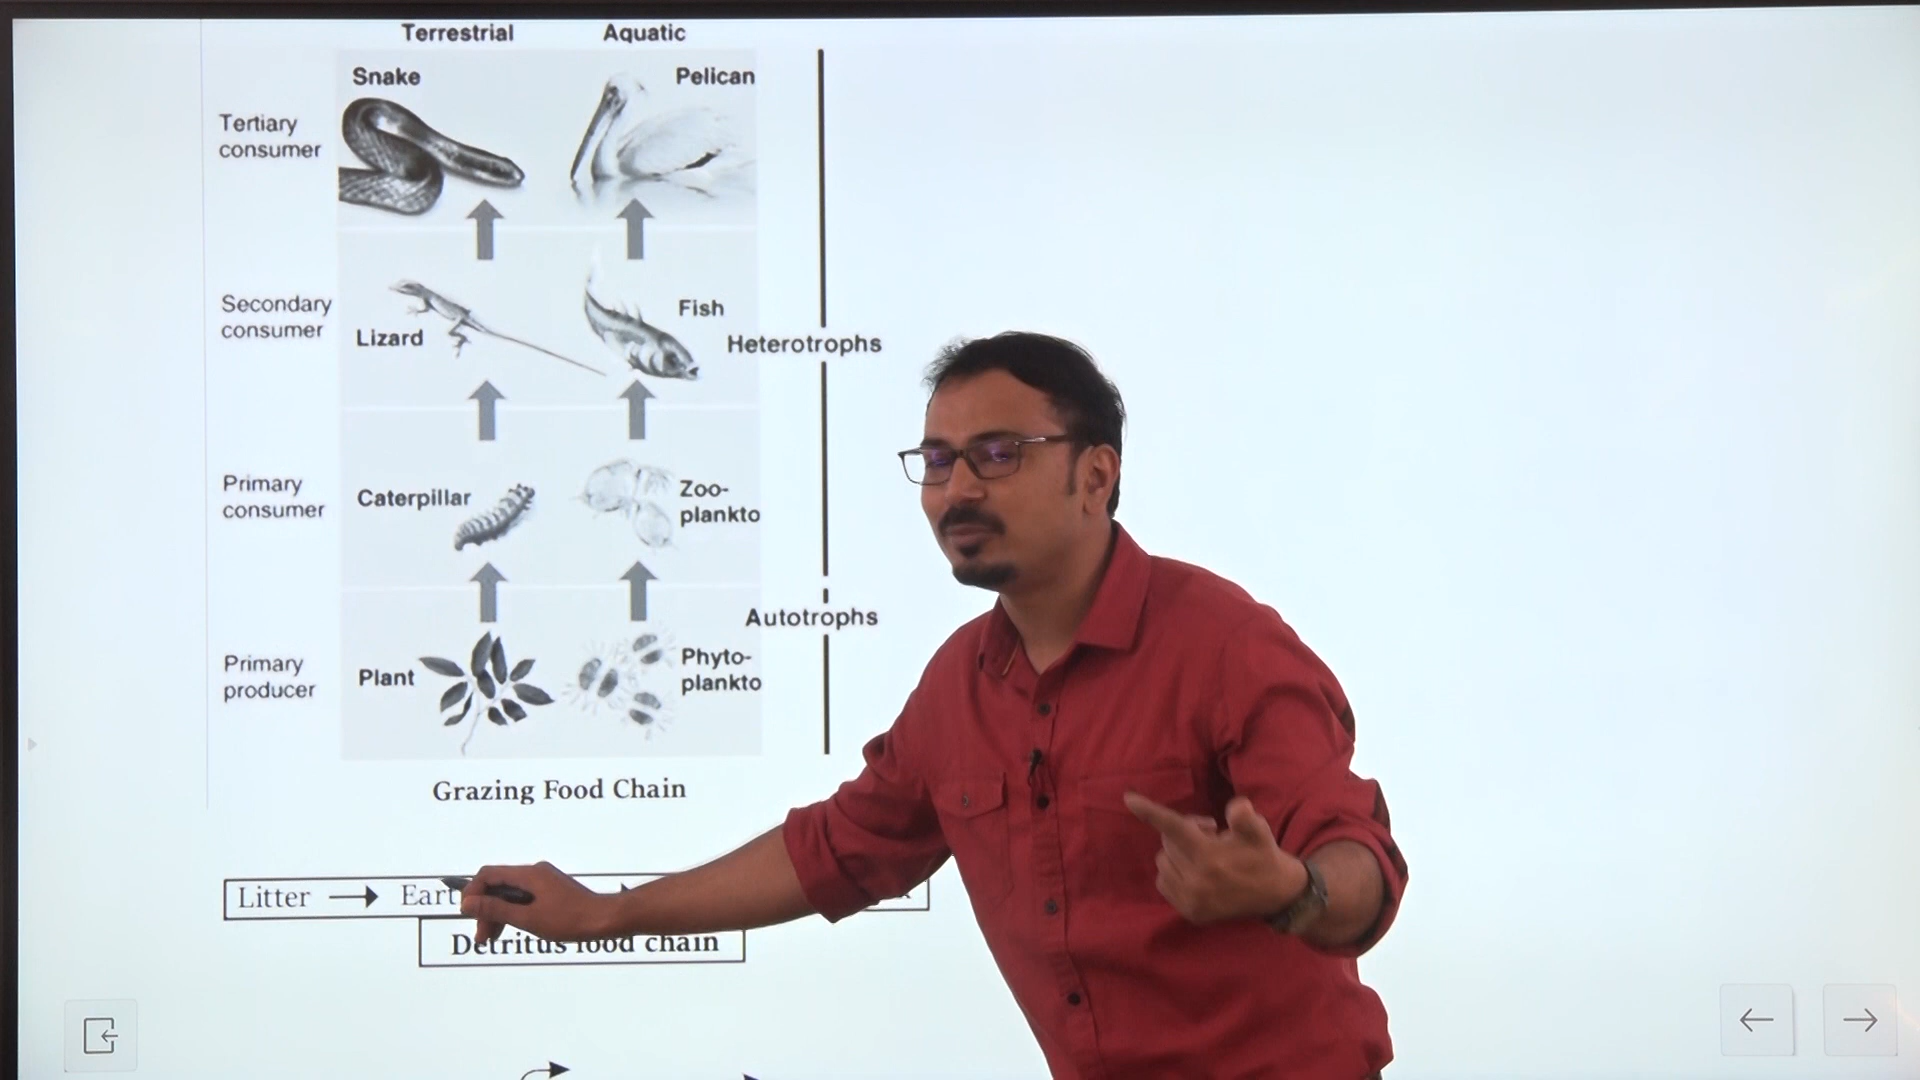 Terrestrial Aquatic
Snake Pelican
Tertiary
consumer
Secondary
consumer
Lizard
Fish
Heterotrophs
Primary
consumer
Caterpillar
Zoo-
plankto
Autotrophs
Primary
producer
Plant
Phyto-
plankto
Grazing Food Chain
Litter
Detritus food chain